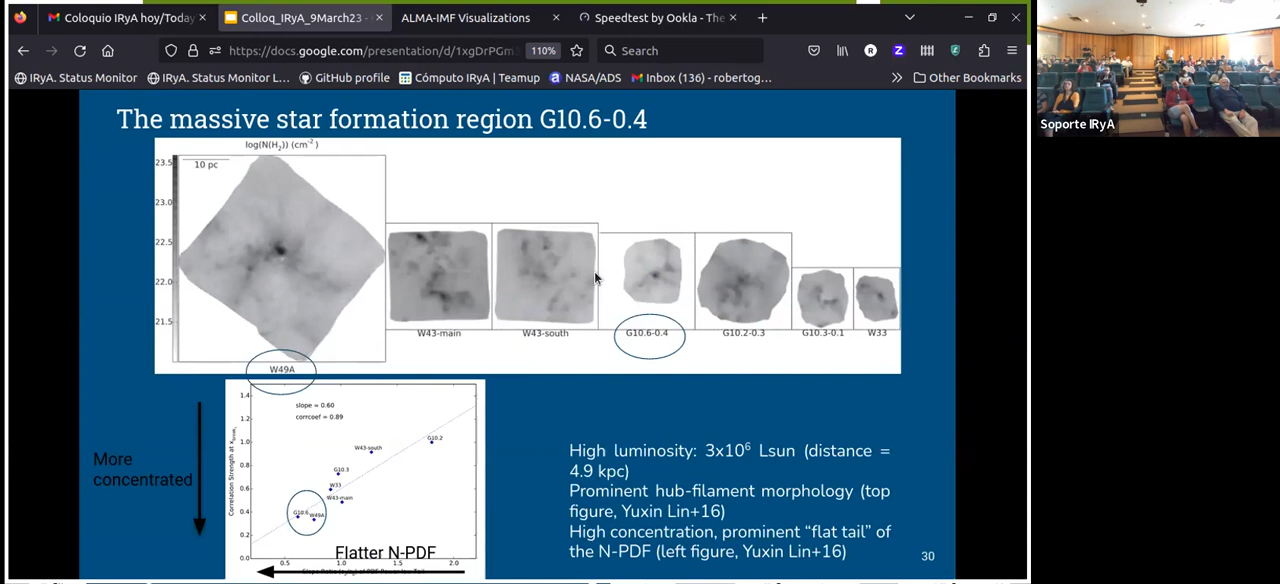 Coloquio IRyA hoy/Today
Colloq_IRyA_9March23 -
ALMA-IMF Visualizations
Speedtest by Ookla - The
https://docs.google.com/presentation/d/1xgDrPGm
110%
Search
IRyA. Status Monitor
IRyA. Status Monitor L...
GitHub profile
Cómputo IRyA | Teamup
NASA/ADS
Inbox (136) - robertog...
Other Bookmarks
Soporte IRyA
The massive star formation region G10.6-0.4
log(N(H2)) (cm-2)
10 pc
23.5
23.0
22.5
22.0
21.5
W49A
W43-main
W43-south
G10.6-0.4
G10.2-0.3
G10.3-0.1
W33
More
concentrated
slope = 0.60
corrcoef = 0.89
Correlation Strength at
1.4
1.2
1.0
0.8
0.6
0.4
0.2
0.0
G10.2
W43-south
G10.3
W33
W43-main
G10.6
W49A
0.5
1.0
1.5
2.0
Flatter N-PDF
High luminosity: 3x10⁶ Lsun (distance =
4.9 kpc)
Prominent hub-filament morphology (top
figure, Yuxin Lin+16)
High concentration, prominent “flat tail” of
the N-PDF (left figure, Yuxin Lin+16)
30